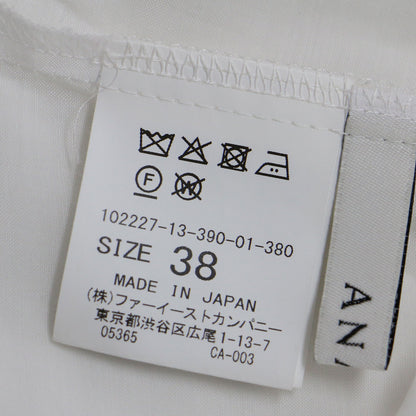 F W
102227-13-390-01-380
SIZE 38
MADE IN JAPAN
(株)ファーイーストカンパニー
東京都渋谷区広尾1-13-7
05365 CA-003